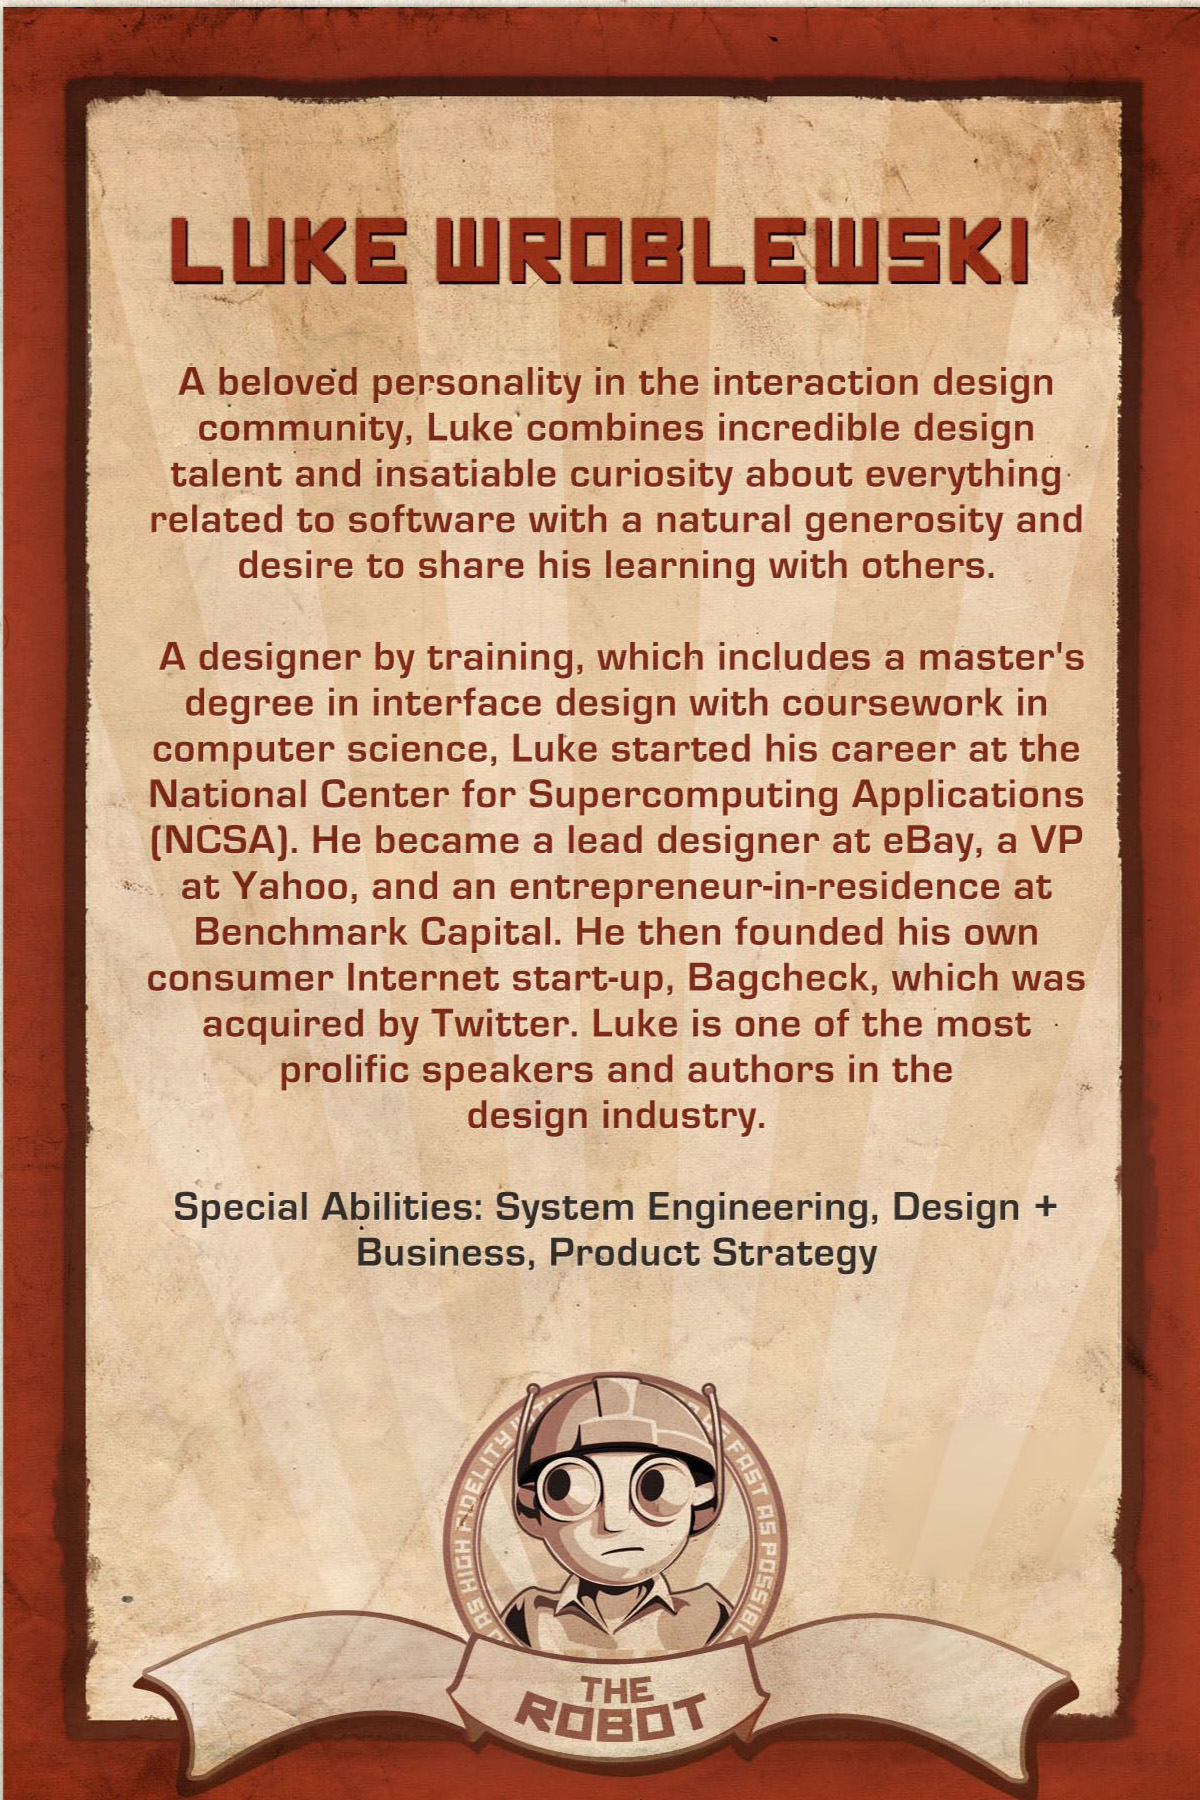 LUKE WROBLEWSKI
A beloved personality in the interaction design
community, Luke combines incredible design
talent and insatiable curiosity about everything
related to software with a natural generosity and
desire to share his learning with others.
A designer by training, which includes a master's
degree in interface design with coursework in
computer science, Luke started his career at the
National Center for Supercomputing Applications
(NCSA). He became a lead designer at eBay, a VP
at Yahoo, and an entrepreneur-in-residence at
Benchmark Capital. He then founded his own
consumer Internet start-up, Bagcheck, which was
acquired by Twitter. Luke is one of the most
prolific speakers and authors in the
design industry.
Special Abilities: System Engineering, Design +
Business, Product Strategy
AS HIGH FIDELITY
FAST AS POSSIBL
THE
ROBOT